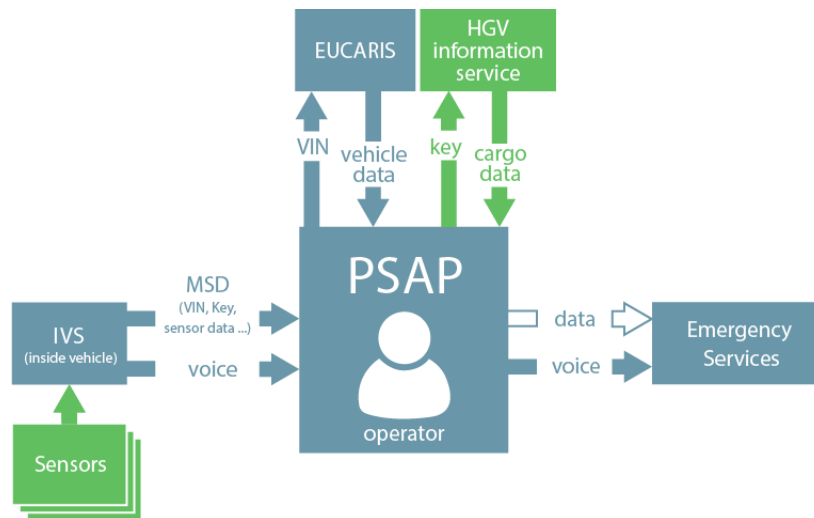 EUCARIS
HGV
information
service
VIN
vehicle
data
key
cargo
data
PSAP
operator
MSD
(VIN, Key,
sensor data ...)
voice
IVS
(inside vehicle)
Sensors
data
voice
Emergency
Services